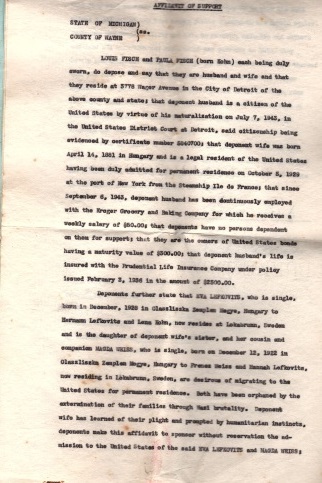 AFFIDAVIT OF SUPPORT
STATE OF MICHIGAN)
)ss.
COUNTY OF WAYNE
LOUIS FISCH and PAULA FISCH (born Kohn) each being duly
sworn, do depose and say that they are husband and wife and that
they reside at 3776 Avenue in the City of Detroit of the
above county and state; that deponent husband is a citizen of the
United States by virtue of his naturalization on July 7, 1943, in
the United States District Court at Detroit, said citizenship being
evidenced by certificate number ; that deponent wife was born
April 14, 1881 in Hungary and is a legal resident of the United States
having been duly admitted for permanent residence on October 5, 1929
at the port of New York from the Steamship Ile de France; that since
September 6, 1943, deponent husband has been continuously employed
with the Kroger Grocery and Baking Company for which he receives a
weekly salary of $50.00; that deponents have no persons dependent
on them for support; that they are the owners of United States bonds
having a maturity value of $300.00; that deponent husband's life is
insured with the Prudential Life Insurance Company under policy
issued February 3, 1936 in the amount of $2500.00.
Deponents further state that EVA LEFKOVITS, who is single,
born in December, 1928 in Olaszliszka Zemplen Megye, Hungary to
Hermann Lefkovits and Lena Kohn, now resides at Lokabrunn, Sweden
and is the daughter of deponent wife's sister, and her cousin and
companion MAGDA WEISS, who is single, born on December 12, 1922 in
Olaszliszka Zemplen Megye, Hungary to Frenes Weiss and Hannah Lefkovits,
now residing in Lokabrunn, Sweden, are desirous of migrating to the
United States for permanent residence. Both have been orphaned by the
extermination of their families through Nazi brutality. Deponent
wife has learned of their plight and prompted by humanitarian instincts,
deponents make this affidavit to sponsor without reservation the ad-
mission to the United States of the said EVA LEFKOVITS and MAGDA WEISS;